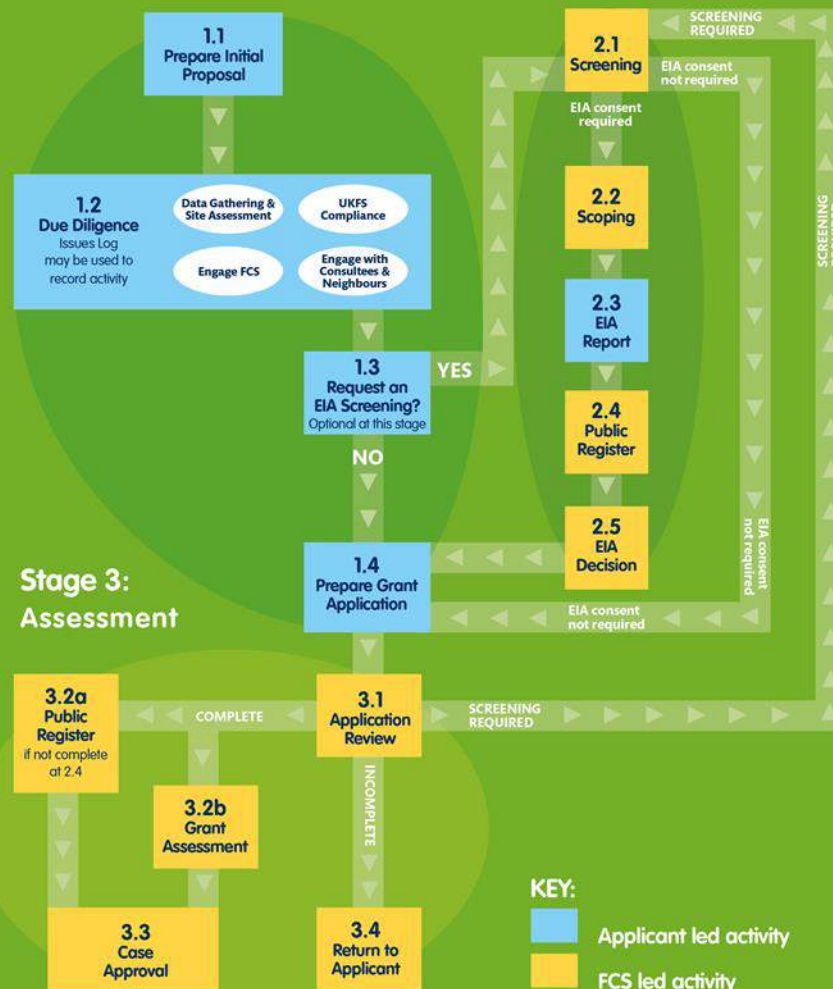 1.1
Prepare Initial
Proposal
1.2
Due Diligence
Issues Log
may be used to
record activity
Data Gathering &
Site Assessment
UKFS
Compliance
Engage FCS
Engage with
Consultees &
Neighbours
1.3
Request an
EIA Screening?
Optional at this stage
YES
NO
1.4
Prepare Grant
Application
2.1
Screening
SCREENING
REQUIRED
EIA consent
not required
EIA consent
required
2.2
Scoping
2.3
EIA
Report
2.4
Public
Register
2.5
EIA
Decision
EIA consent
not required
EIA consent
not required
SCREENING
Stage 3:
Assessment
3.1
Application
Review
COMPLETE
SCREENING
REQUIRED
INCOMPLETE
3.2a
Public
Register
if not complete
at 2.4
3.2b
Grant
Assessment
3.3
Case
Approval
3.4
Return to
Applicant
KEY:
Applicant led activity
FCS led activity